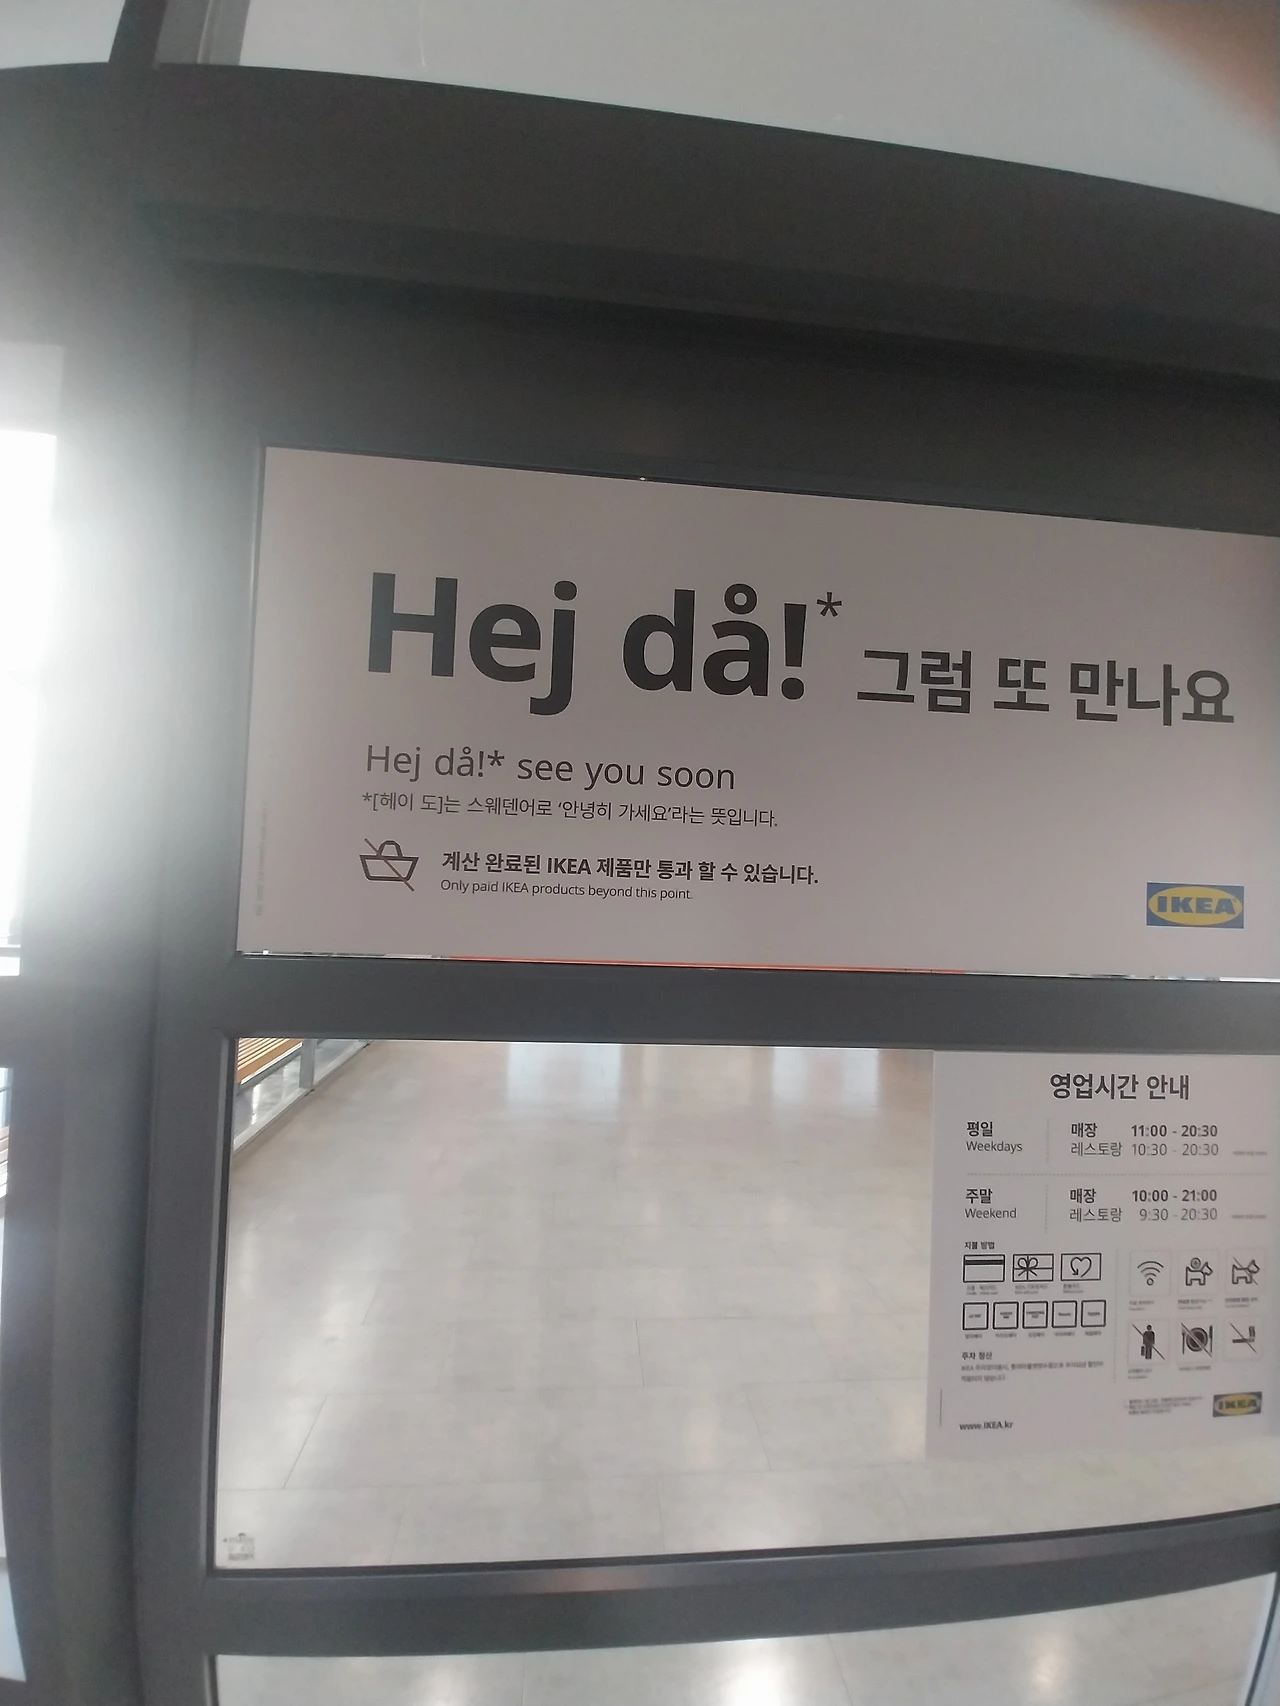 Hej då!* 그럼 또 만나요
Hej då!* see you soon
*[헤이 도]는 스웨덴어로 ‘안녕히 가세요’라는 뜻입니다.
계산 완료된 IKEA 제품만 통과 할 수 있습니다.
Only paid IKEA products beyond this point.
IKEA
영업시간 안내
평일 매장 11:00 - 20:30
Weekdays 레스토랑 10:30 - 20:30
주말 매장 10:00 - 21:00
Weekend 레스토랑 9:30 - 20:30
지불 방법
주차 정산
www.IKEA.kr
IKEA